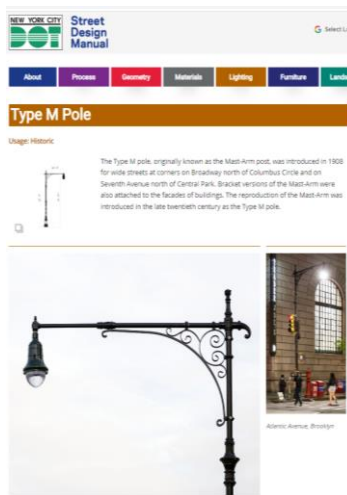 NEW YORK CITY
DOT
Street
Design
Manual
G Select La
About
Process
Geometry
Materials
Lighting
Furniture
Lands
Type M Pole
Usage: Historic
The Type M pole, originally known as the Mast-Arm post, was introduced in 1908
for wide streets at corners on Broadway north of Columbus Circle and on
Seventh Avenue north of Central Park. Bracket versions of the Mast-Arm were
also attached to the facades of buildings. The reproduction of the Mast-Arm was
introduced in the late twentieth century as the Type M pole.
Atlantic Avenue, Brooklyn